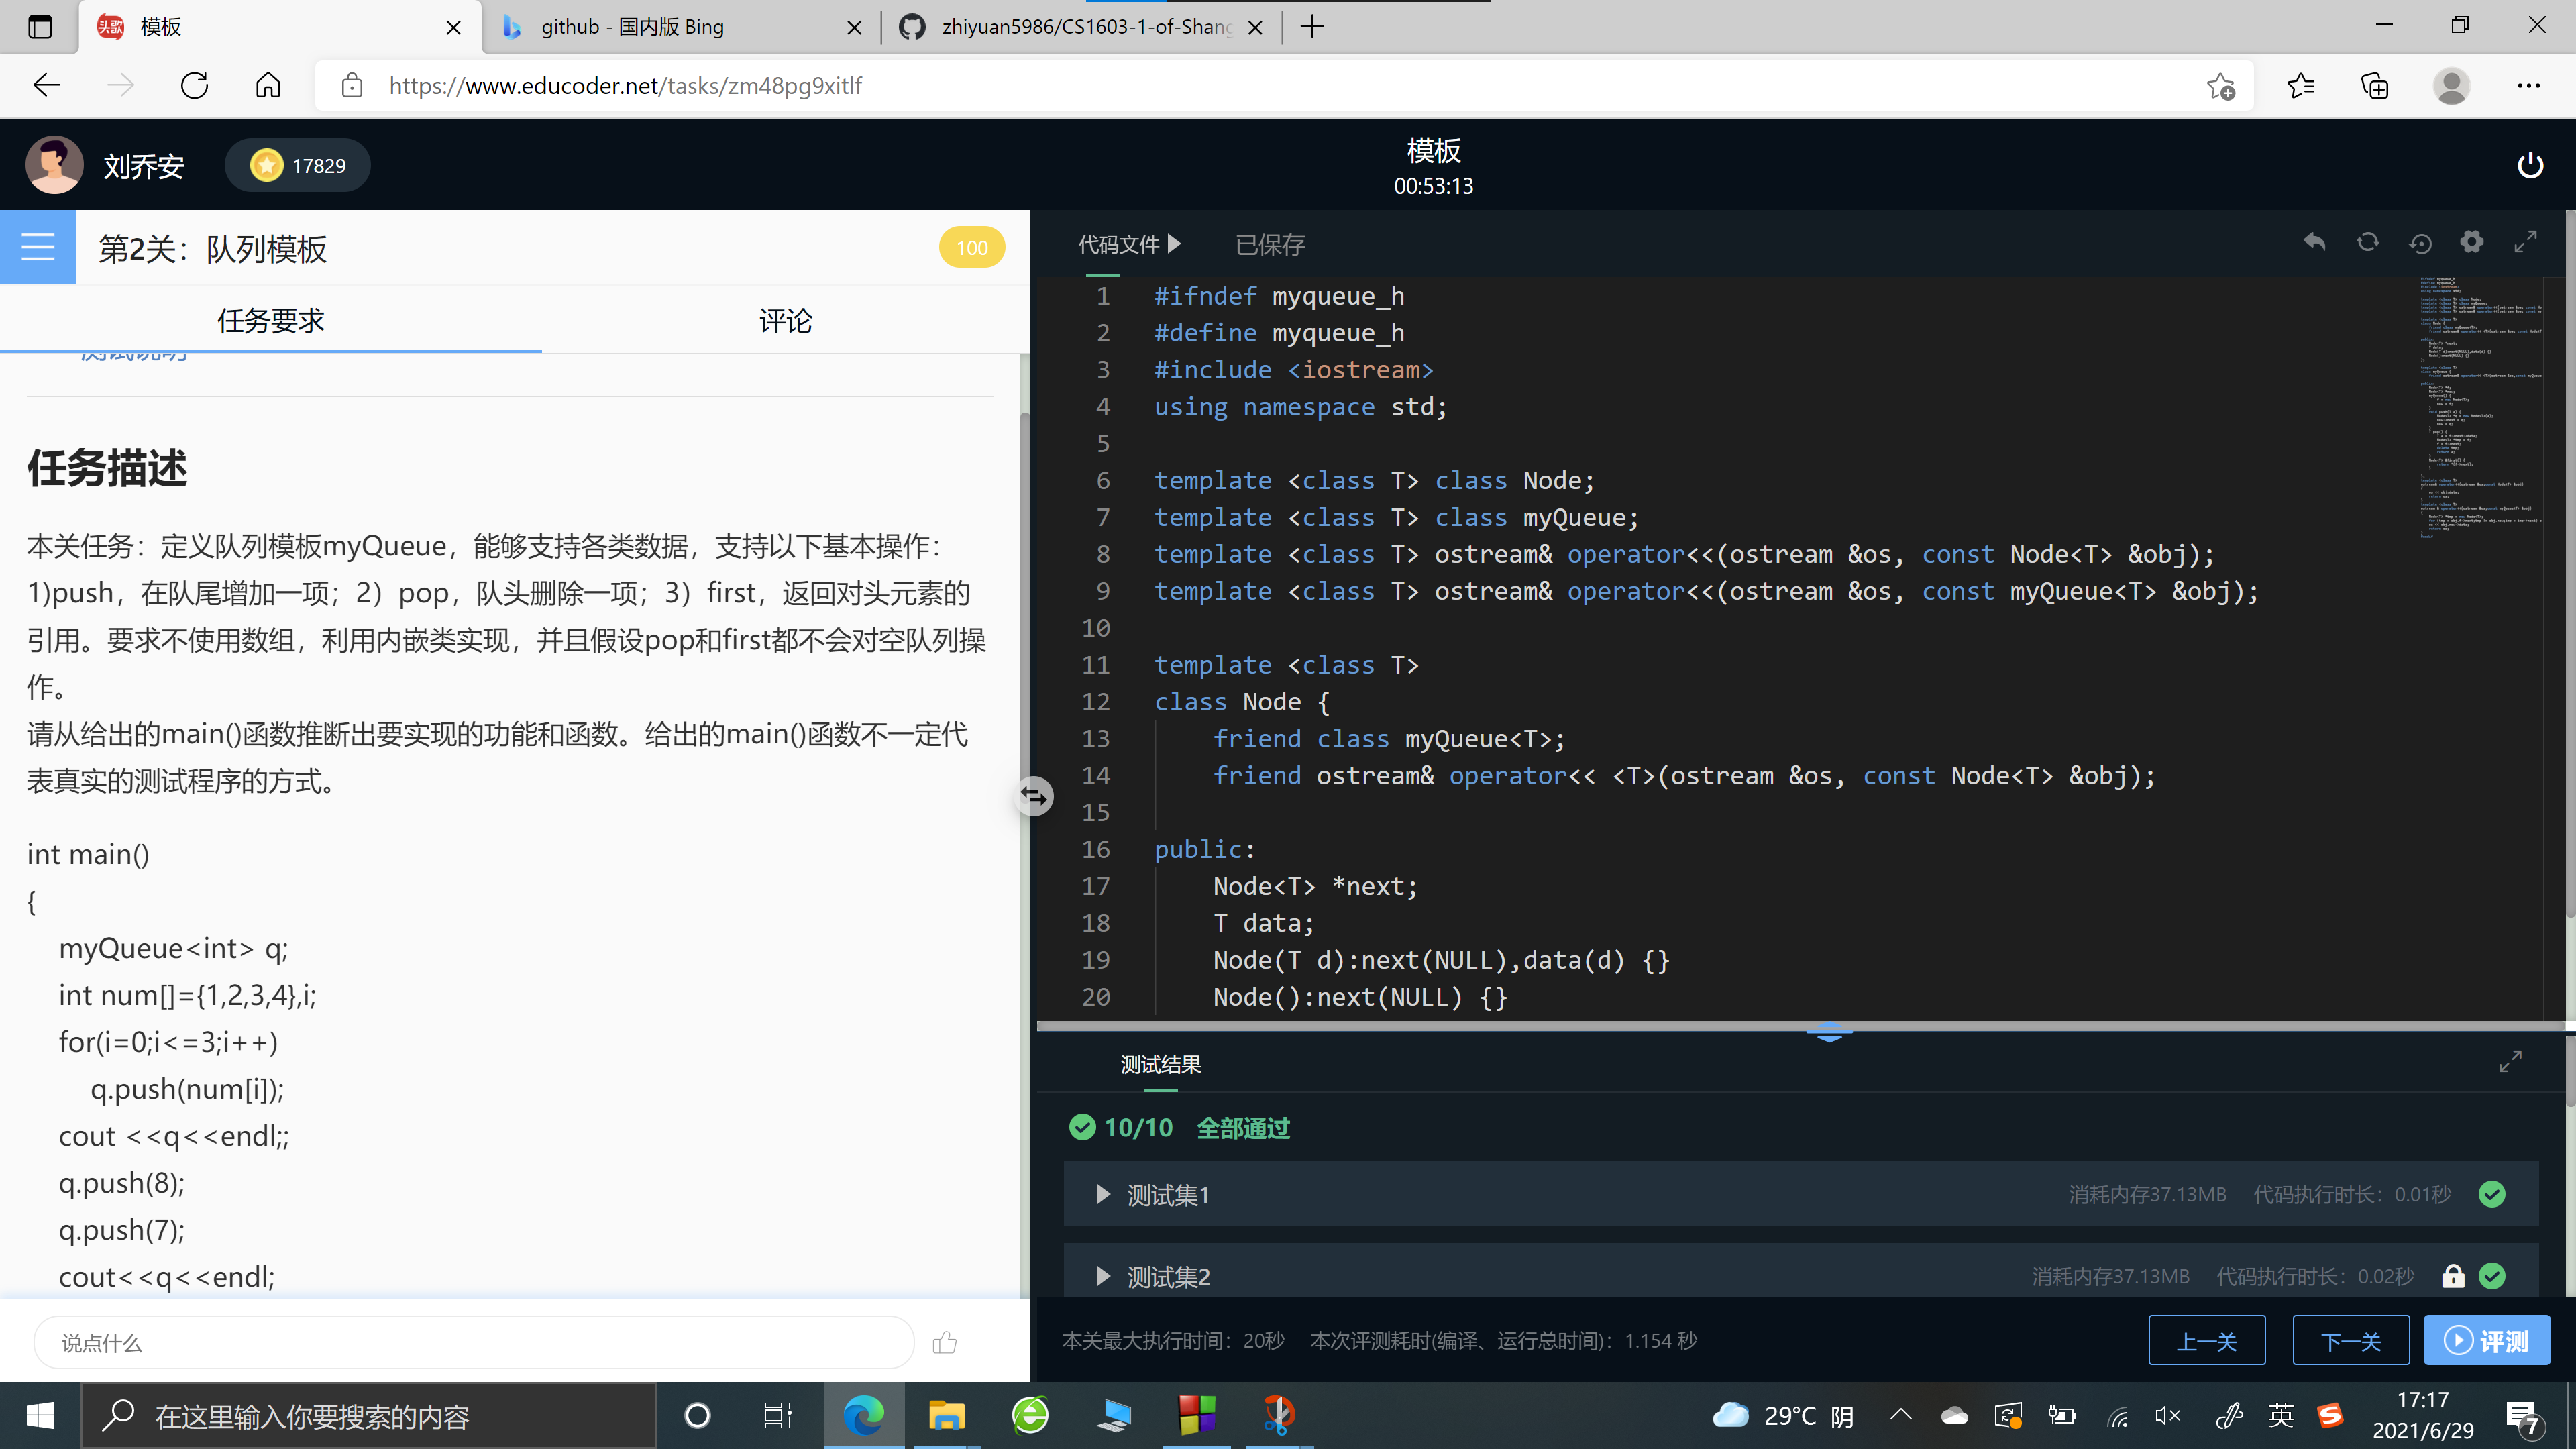 模板
github - 国内版 Bing
zhiyuan5986/CS1603-1-of-Shang
https://www.educoder.net/tasks/zm48pg9xitlf
刘乔安
17829
模板
00:53:13
第2关：队列模板
100
任务要求
评论
测试说明
任务描述
本关任务：定义队列模板myQueue，能够支持各类数据，支持以下基本操作：
1)push，在队尾增加一项；2）pop，队头删除一项；3）first，返回对头元素的
引用。要求不使用数组，利用内嵌类实现，并且假设pop和first都不会对空队列操
作。
请从给出的main()函数推断出要实现的功能和函数。给出的main()函数不一定代
表真实的测试程序的方式。
int main()
{
myQueue<int> q;
int num[]={1,2,3,4},i;
for(i=0;i<=3;i++)
q.push(num[i]);
cout <<q<<endl;;
q.push(8);
q.push(7);
cout<<q<<endl;
说点什么
代码文件
已保存
1 #ifndef myqueue_h
2 #define myqueue_h
3 #include <iostream>
4 using namespace std;
5
6 template <class T> class Node;
7 template <class T> class myQueue;
8 template <class T> ostream& operator<<(ostream &os, const Node<T> &obj);
9 template <class T> ostream& operator<<(ostream &os, const myQueue<T> &obj);
10
11 template <class T>
12 class Node {
13 friend class myQueue<T>;
14 friend ostream& operator<< <T>(ostream &os, const Node<T> &obj);
15
16 public:
17 Node<T> *next;
18 T data;
19 Node(T d):next(NULL),data(d) {}
20 Node():next(NULL) {}
测试结果
10/10 全部通过
测试集1
消耗内存37.13MB 代码执行时长：0.01秒
测试集2
消耗内存37.13MB 代码执行时长：0.02秒
本关最大执行时间：20秒 本次评测耗时(编译、运行总时间)：1.154 秒
上一关
下一关
评测
在这里输入你要搜索的内容
29°C 阴
英
17:17
2021/6/29
7